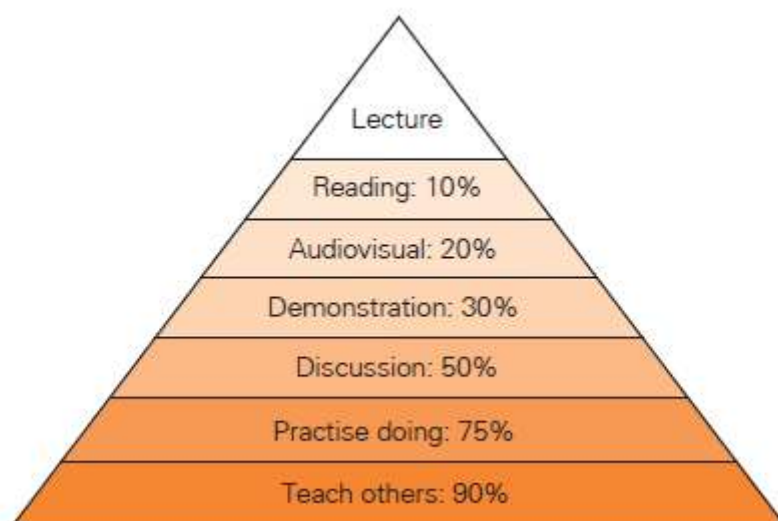 Lecture
Reading: 10%
Audiovisual: 20%
Demonstration: 30%
Discussion: 50%
Practise doing: 75%
Teach others: 90%